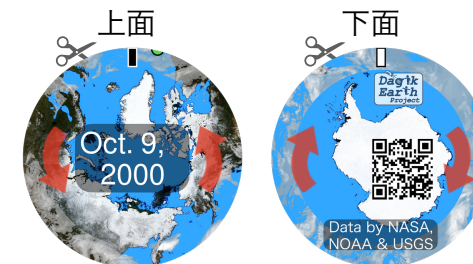 上面
下面
Oct. 9,
2000
Dagik
Earth
Project
Data by NASA,
NOAA & USGS